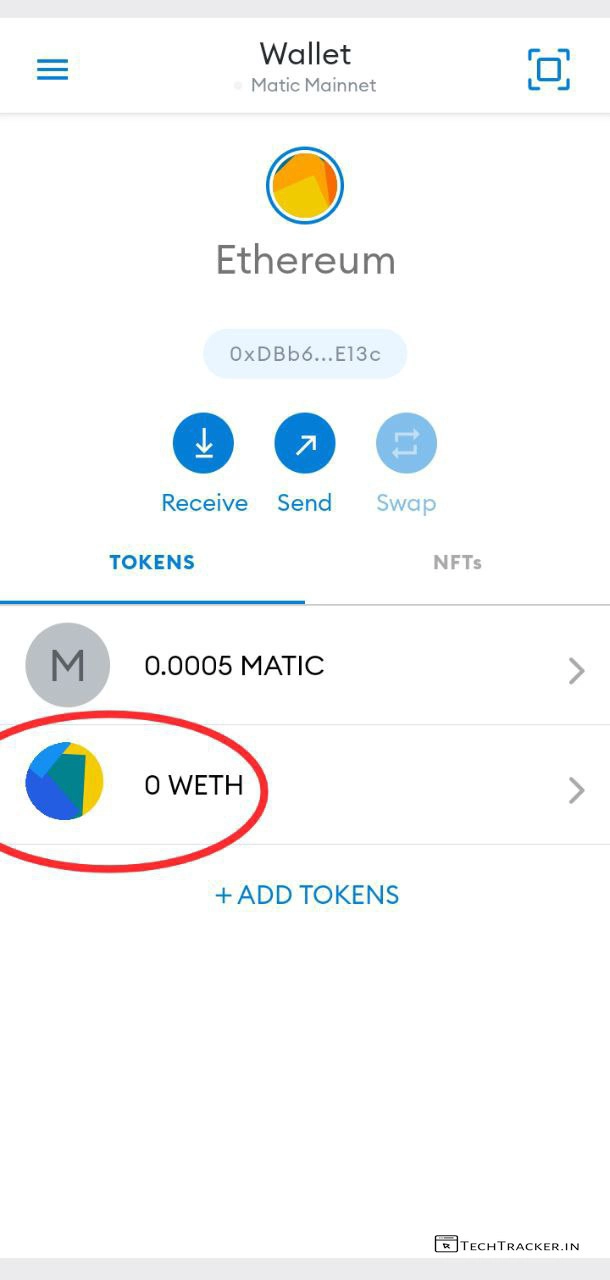 Wallet
Matic Mainnet
Ethereum
0xDBb6...E13c
Receive Send Swap
TOKENS NFTs
M 0.0005 MATIC
0 WETH
+ ADD TOKENS
TECHTRACKER.IN